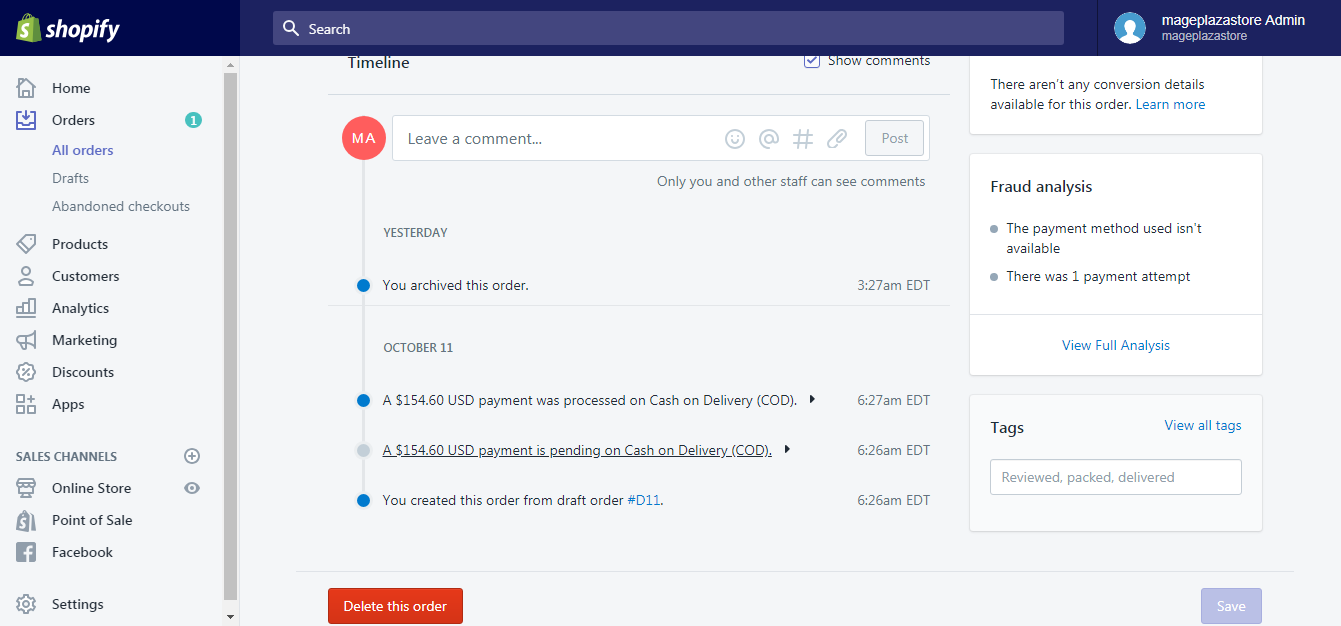 shopify
Search
mageplazastore Admin
mageplazastore
Home
Orders
1
All orders
Drafts
Abandoned checkouts
Products
Customers
Analytics
Marketing
Discounts
Apps
SALES CHANNELS
Online Store
Point of Sale
Facebook
Settings
Timeline
Show comments
MA
Leave a comment...
Post
Only you and other staff can see comments
YESTERDAY
You archived this order.
3:27am EDT
OCTOBER 11
A $154.60 USD payment was processed on Cash on Delivery (COD).
6:27am EDT
A $154.60 USD payment is pending on Cash on Delivery (COD).
6:26am EDT
You created this order from draft order #D11.
6:26am EDT
Delete this order
There aren't any conversion details
available for this order. Learn more
Fraud analysis
The payment method used isn't
available
There was 1 payment attempt
View Full Analysis
Tags
View all tags
Reviewed, packed, delivered
Save